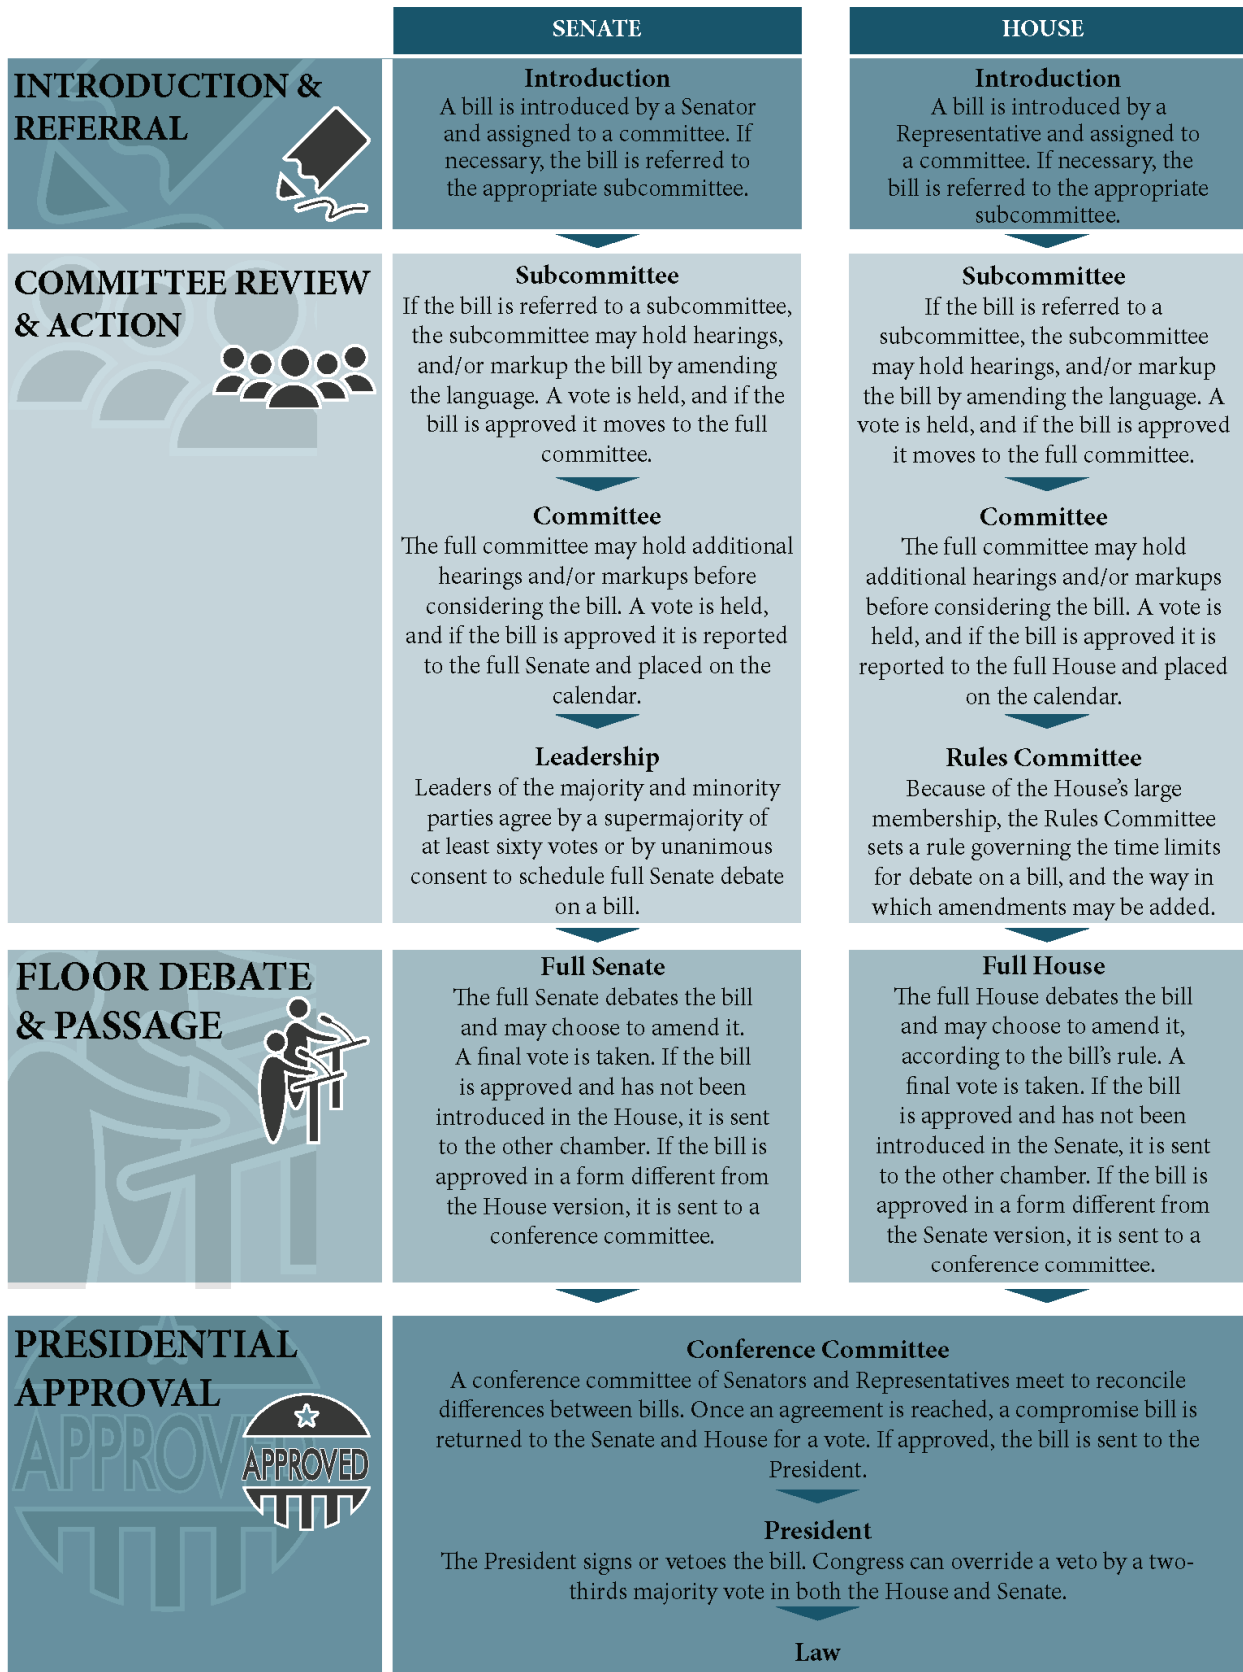 SENATE
HOUSE
INTRODUCTION &
REFERRAL
Introduction
A bill is introduced by a Senator
and assigned to a committee. If
necessary, the bill is referred to
the appropriate subcommittee.
Introduction
A bill is introduced by a
Representative and assigned to
a committee. If necessary, the
bill is referred to the appropriate
subcommittee.
COMMITTEE REVIEW
& ACTION
Subcommittee
If the bill is referred to a subcommittee,
the subcommittee may hold hearings,
and/or markup the bill by amending
the language. A vote is held, and if the
bill is approved it moves to the full
committee.
Committee
The full committee may hold additional
hearings and/or markups before
considering the bill. A vote is held,
and if the bill is approved it is reported
to the full Senate and placed on the
calendar.
Leadership
Leaders of the majority and minority
parties agree by a supermajority of
at least sixty votes or by unanimous
consent to schedule full Senate debate
on a bill.
Subcommittee
If the bill is referred to a
subcommittee, the subcommittee
may hold hearings, and/or markup
the bill by amending the language. A
vote is held, and if the bill is approved
it moves to the full committee.
Committee
The full committee may hold
additional hearings and/or markups
before considering the bill. A vote is
held, and if the bill is approved it is
reported to the full House and placed
on the calendar.
Rules Committee
Because of the House's large
membership, the Rules Committee
sets a rule governing the time limits
for debate on a bill, and the way in
which amendments may be added.
FLOOR DEBATE
& PASSAGE
Full Senate
The full Senate debates the bill
and may choose to amend it.
A final vote is taken. If the bill
is approved and has not been
introduced in the House, it is sent
to the other chamber. If the bill is
approved in a form different from
the House version, it is sent to a
conference committee.
Full House
The full House debates the bill
and may choose to amend it,
according to the bill's rule. A
final vote is taken. If the bill
is approved and has not been
introduced in the Senate, it is sent
to the other chamber. If the bill is
approved in a form different from
the Senate version, it is sent to a
conference committee.
PRESIDENTIAL
APPROVAL
APPROVED
APPROVED
Conference Committee
A conference committee of Senators and Representatives meet to reconcile
differences between bills. Once an agreement is reached, a compromise bill is
returned to the Senate and House for a vote. If approved, the bill is sent to the
President.
President
The President signs or vetoes the bill. Congress can override a veto by a two-
thirds majority vote in both the House and Senate.
Law